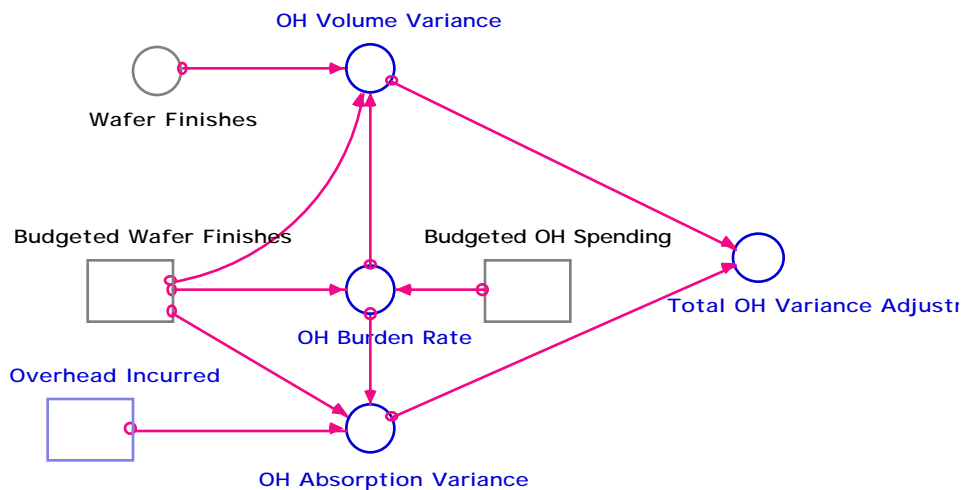 OH Volume Variance
Wafer Finishes
Budgeted Wafer Finishes
Budgeted OH Spending
Total OH Variance Adjustr
OH Burden Rate
Overhead Incurred
OH Absorption Variance